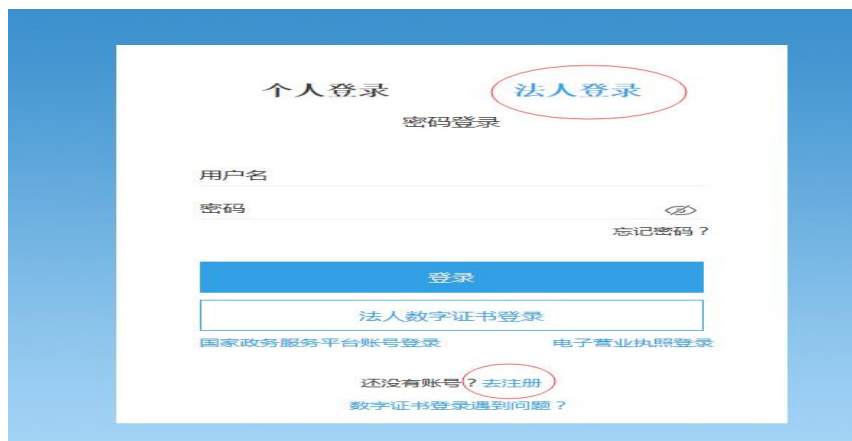 个人登录 法人登录
密码登录
用户名
密码
忘记密码？
登录
法人数字证书登录
国家政务服务平台账号登录 电子营业执照登录
还没有账号？去注册
数字证书登录遇到问题？